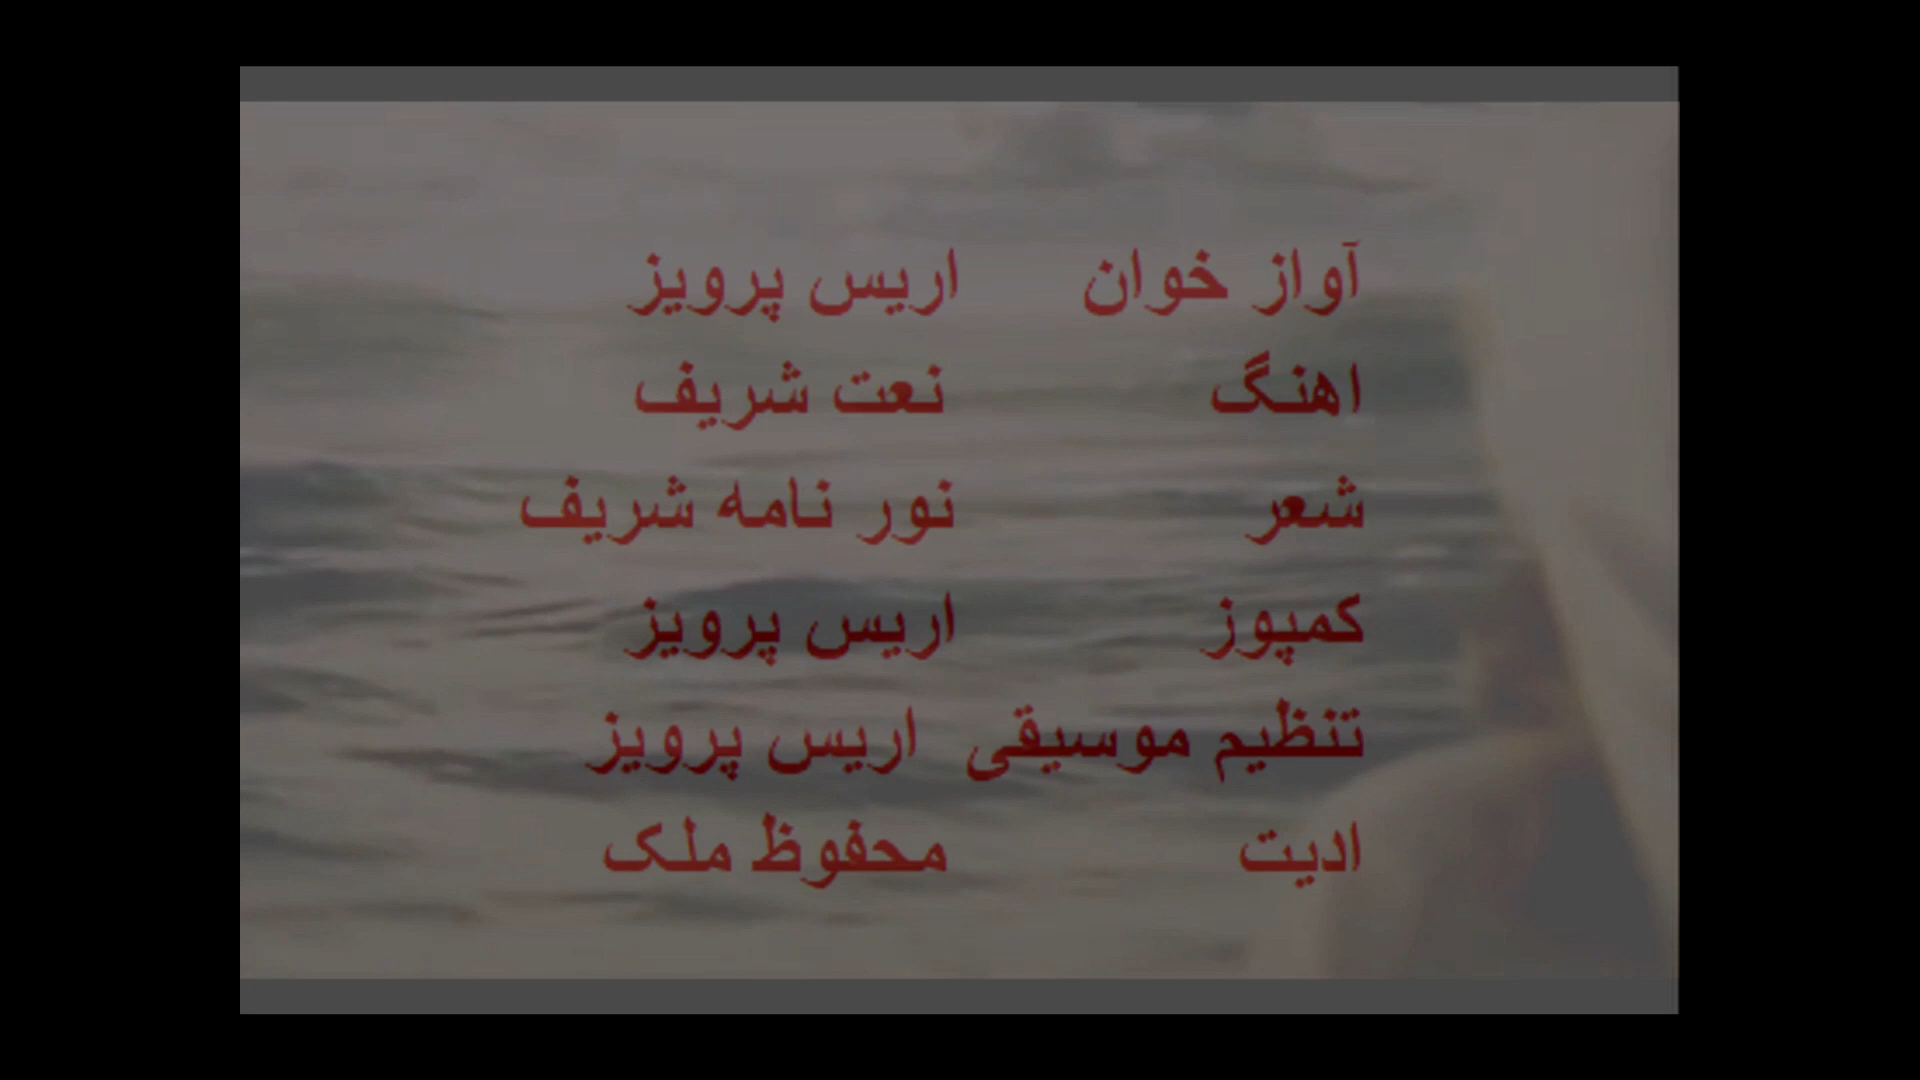 آواز خوان اریس پرویز
اهنگ نعت شریف
شعر نور نامه شریف
کمپوز اریس پرویز
تنظیم موسیقی اریس پرویز
ادیت محفوظ ملک